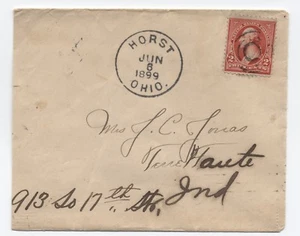 HORST
JUN
8
1899
OHIO.
Mrs J. C. Jonas
Terre Haute
913 So 17th St., Ind